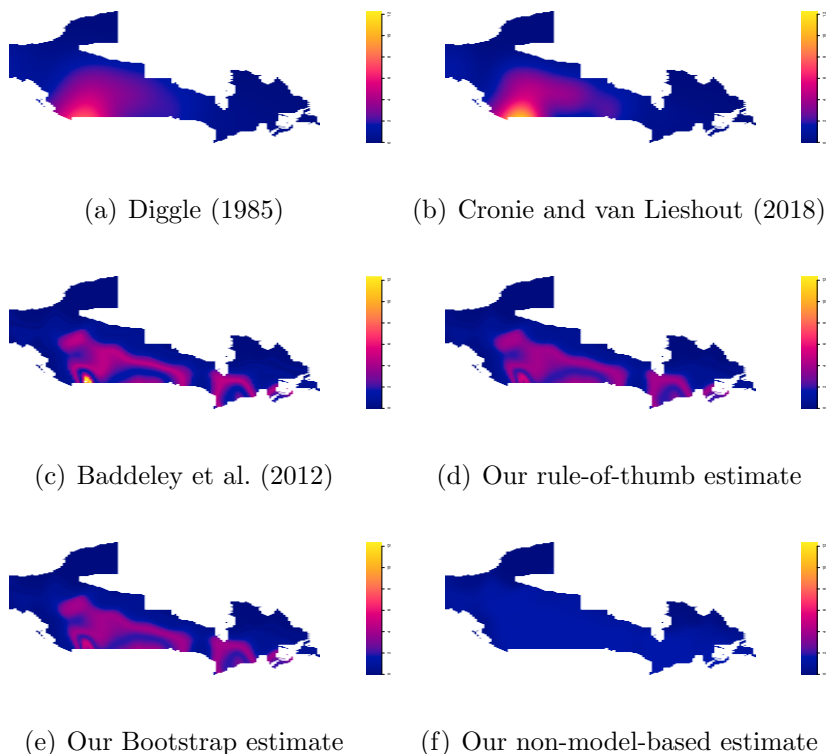 (a) Diggle (1985)
(b) Cronie and van Lieshout (2018)
(c) Baddeley et al. (2012)
(d) Our rule-of-thumb estimate
(e) Our Bootstrap estimate
(f) Our non-model-based estimate